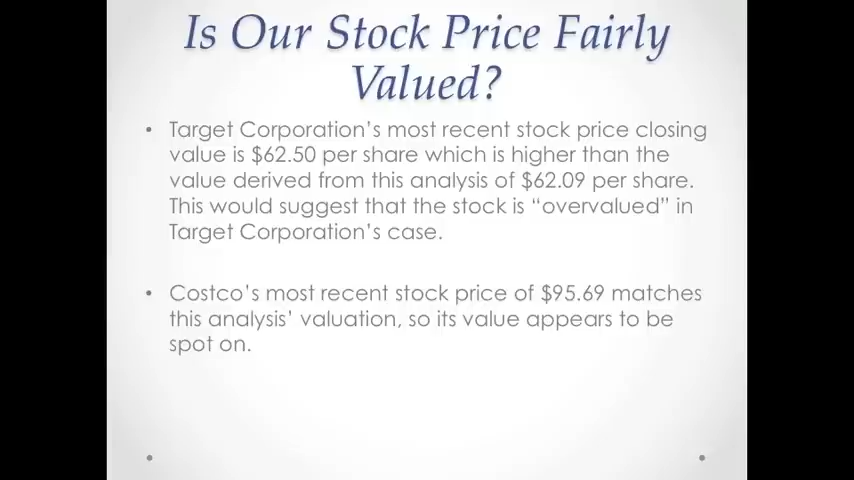 Is Our Stock Price Fairly
Valued?
• Target Corporation’s most recent stock price closing
value is $62.50 per share which is higher than the
value derived from this analysis of $62.09 per share.
This would suggest that the stock is “overvalued” in
Target Corporation’s case.
• Costco’s most recent stock price of $95.69 matches
this analysis’ valuation, so its value appears to be
spot on.